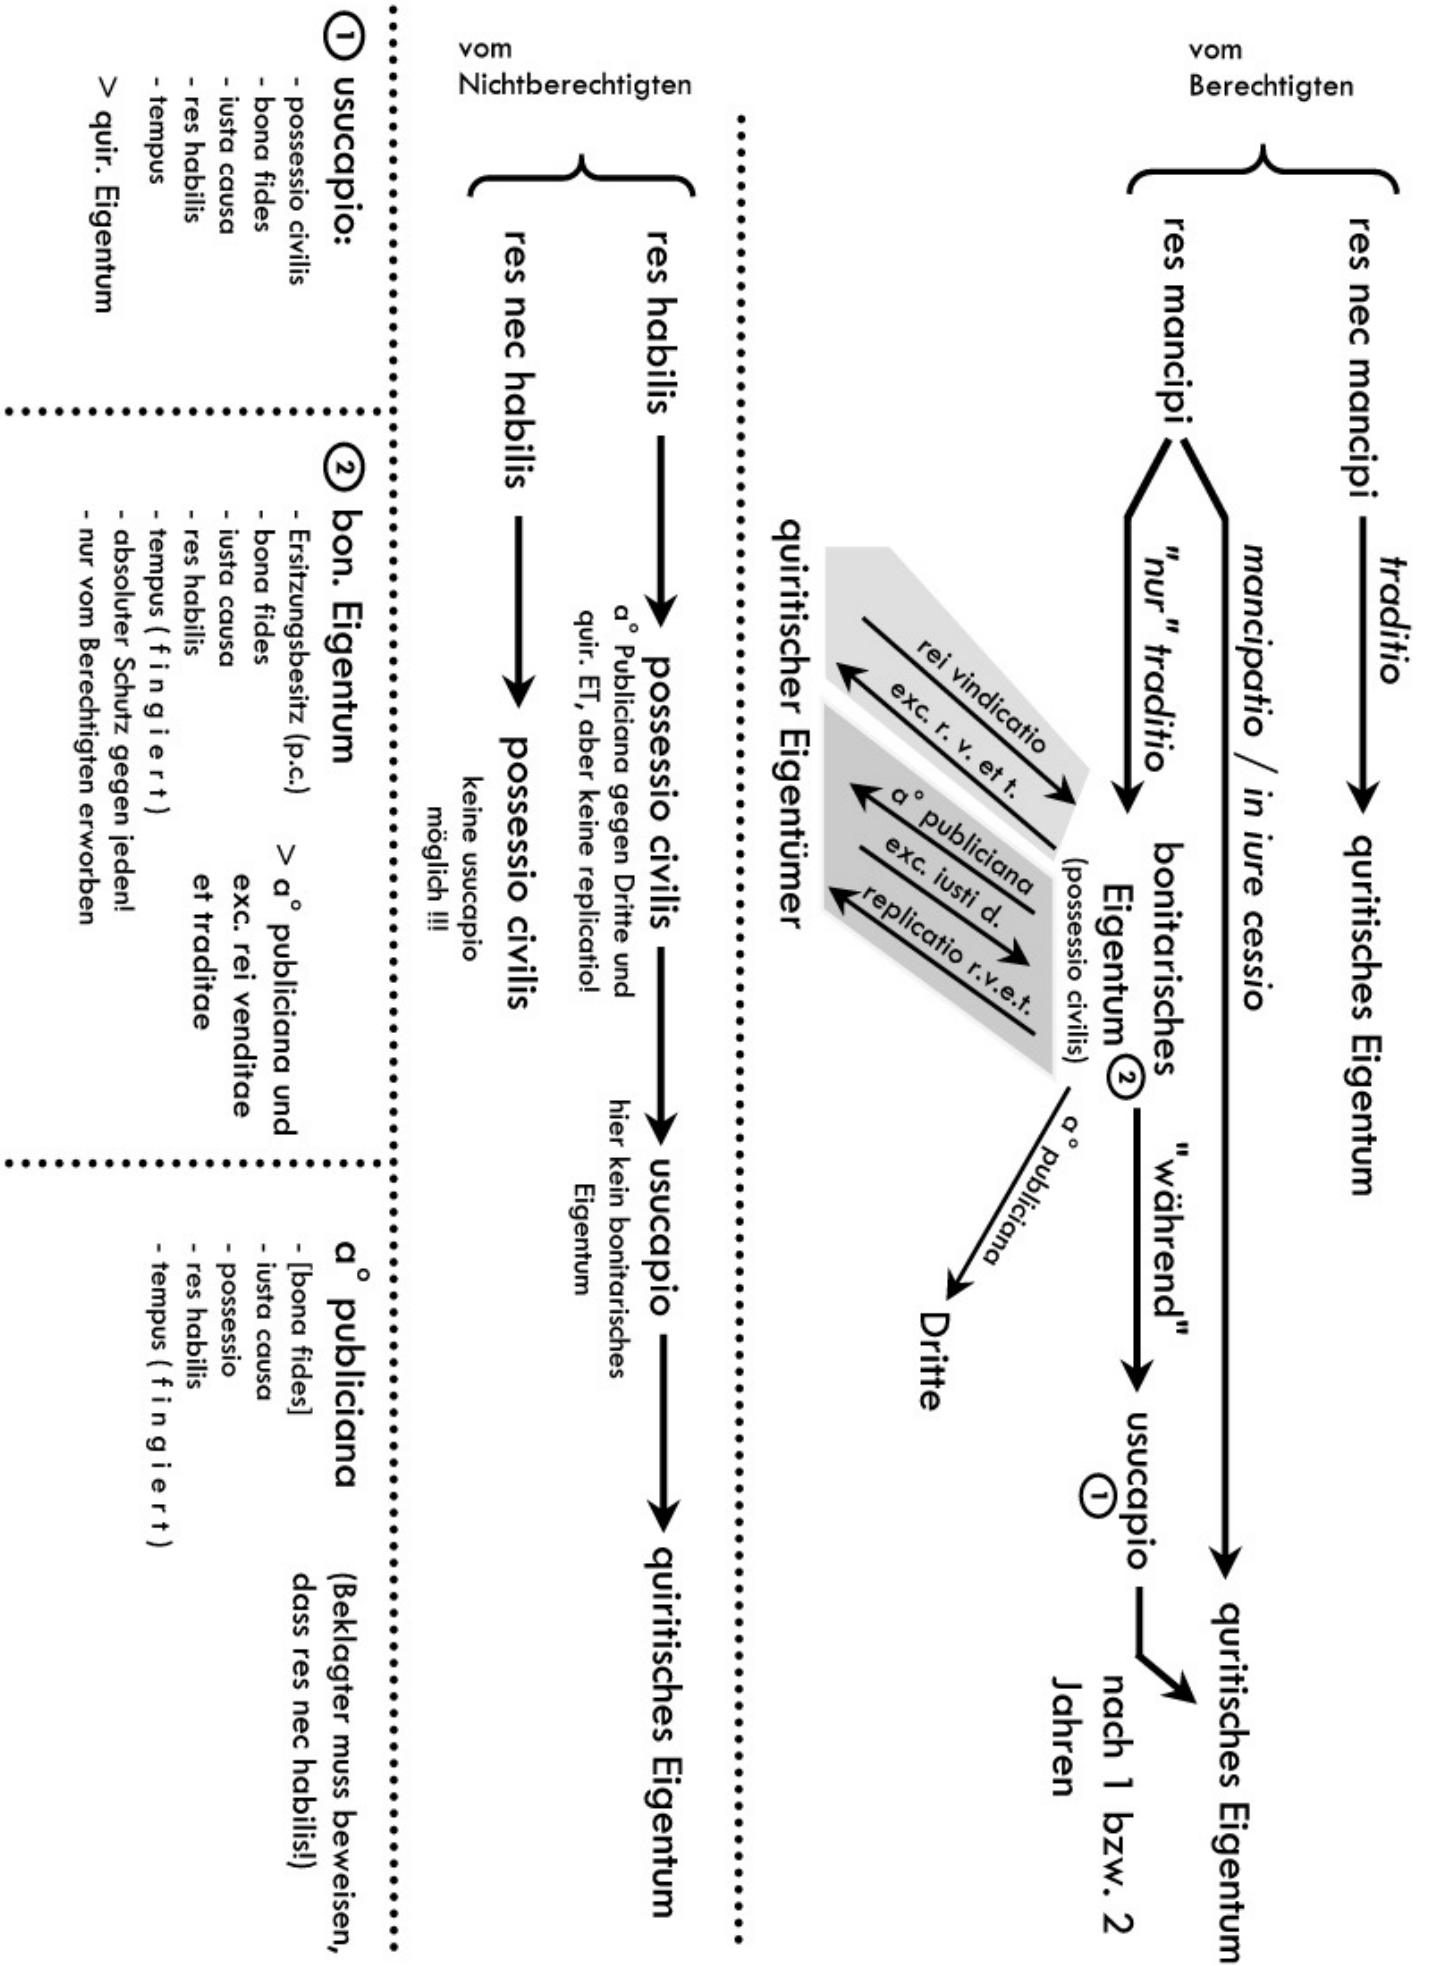 vom
Berechtigten
res nec mancipi
traditio
quritisches Eigentum
res mancipi
mancipatio / in iure cessio
quritisches Eigentum
"nur" traditio
bonitarisches
Eigentum
2
(possessio civilis)
"während"
usucapio
1
nach 1 bzw. 2
Jahren
rei vindicatio
exc. r. v. et t.
a° publiciana
exc. iusti d.
replicatio r.v.e.t.
a° publiciana
Dritte
quiritischer Eigentümer
vom
Nichtberechtigten
res habilis
possessio civilis
a° Publiciana gegen Dritte und
quir. ET, aber keine replicatio!
usucapio
hier kein bonitarisches
Eigentum
quiritisches Eigentum
res nec habilis
possessio civilis
keine usucapio
möglich !!!!
1 usucapio:
- possessio civilis
- bona fides
- iusta causa
- res habilis
- tempus
> quir. Eigentum
2 bon. Eigentum
- Ersitzungsbesitz (p.c.)
- bona fides
- iusta causa
- res habilis
- tempus ( f i n g i e r t )
- absoluter Schutz gegen jeden!
- nur vom Berechtigten erworben
> a° publiciana und
exc. rei venditae
et traditae
a° publiciana
- [bona fides]
- iusta causa
- possessio
- res habilis
- tempus ( f i n g i e r t )
(Beklagter muss beweisen,
dass res nec habilis!)